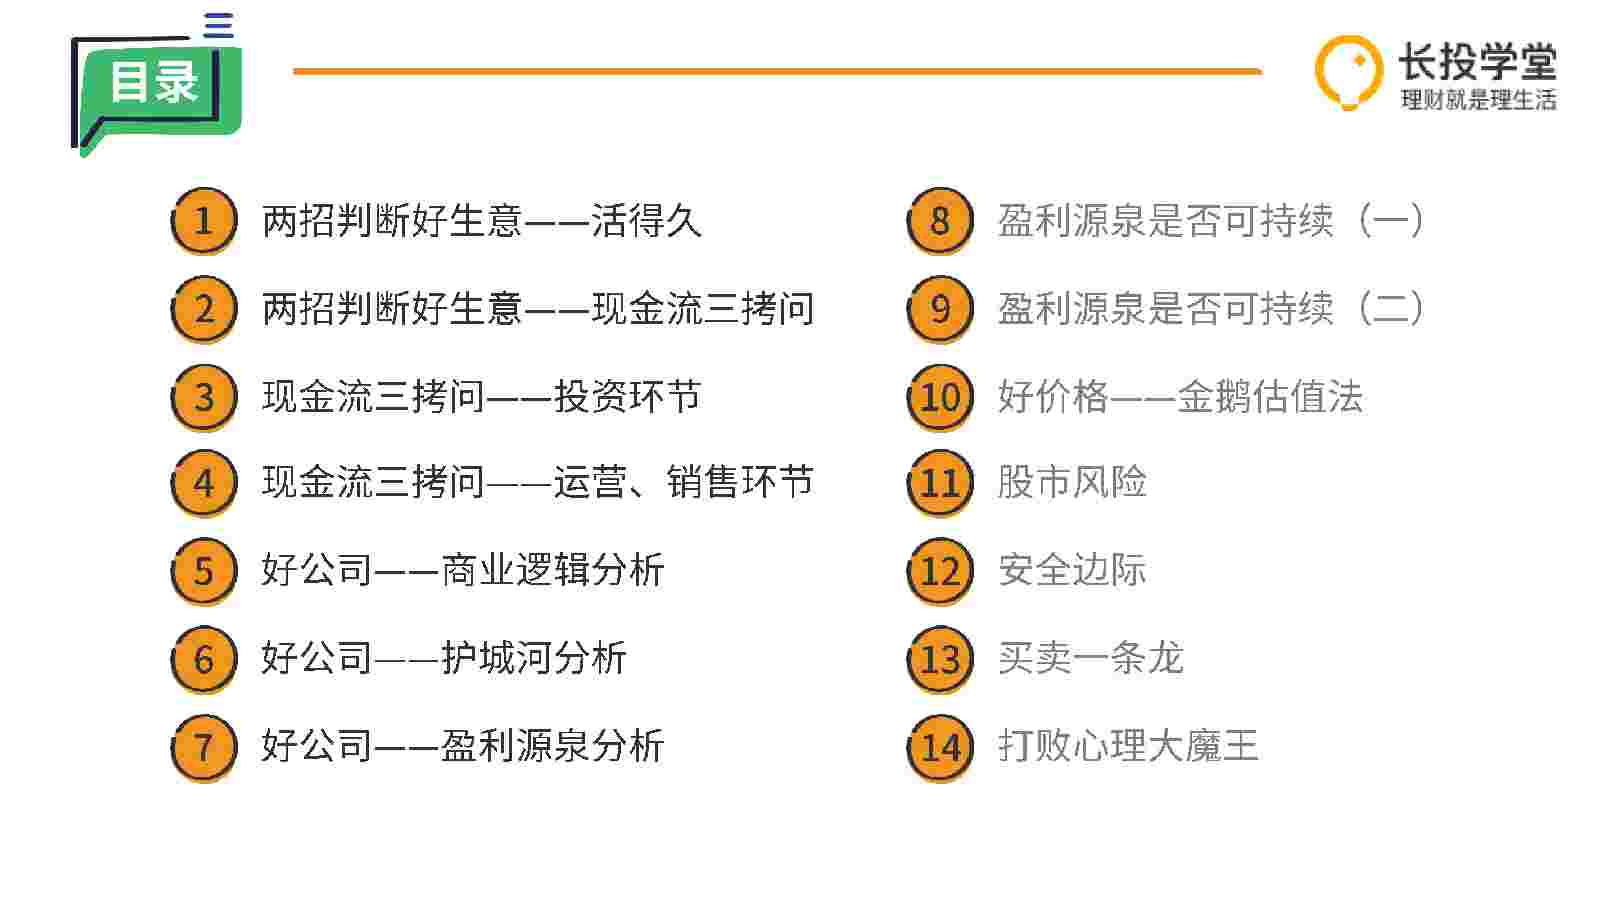 目录
长投学堂
理财就是理生活
1 两招判断好生意——活得久
2 两招判断好生意——现金流三拷问
3 现金流三拷问——投资环节
4 现金流三拷问——运营、销售环节
5 好公司——商业逻辑分析
6 好公司——护城河分析
7 好公司——盈利源泉分析
8 盈利源泉是否可持续（一）
9 盈利源泉是否可持续（二）
10 好价格——金鹅估值法
11 股市风险
12 安全边际
13 买卖一条龙
14 打败心理大魔王